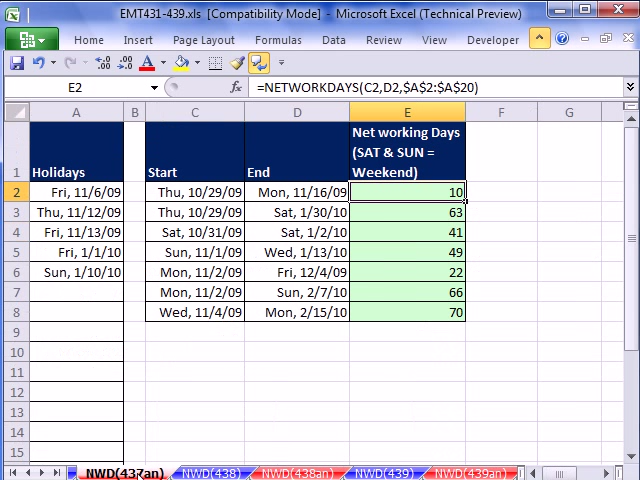 EMT431-439.xls [Compatibility Mode] - Microsoft Excel (Technical Preview)
Home Insert Page Layout Formulas Data Review View Developer
E2 fx =NETWORKDAYS(C2,D2,$A$2:$A$20)
A B C D E F G
1 Holidays Start End Net working Days (SAT & SUN = Weekend)
2 Fri, 11/6/09 Thu, 10/29/09 Mon, 11/16/09 10
3 Thu, 11/12/09 Thu, 10/29/09 Sat, 1/30/10 63
4 Fri, 11/13/09 Sat, 10/31/09 Sat, 1/2/10 41
5 Fri, 1/1/10 Sun, 11/1/09 Wed, 1/13/10 49
6 Sun, 1/10/10 Mon, 11/2/09 Fri, 12/4/09 22
7 Mon, 11/2/09 Sun, 2/7/10 66
8 Wed, 11/4/09 Mon, 2/15/10 70
9
10
11
12
13
14
15
NWD(437an) NWD(438) NWD(438an) NWD(439) NWD(439an)